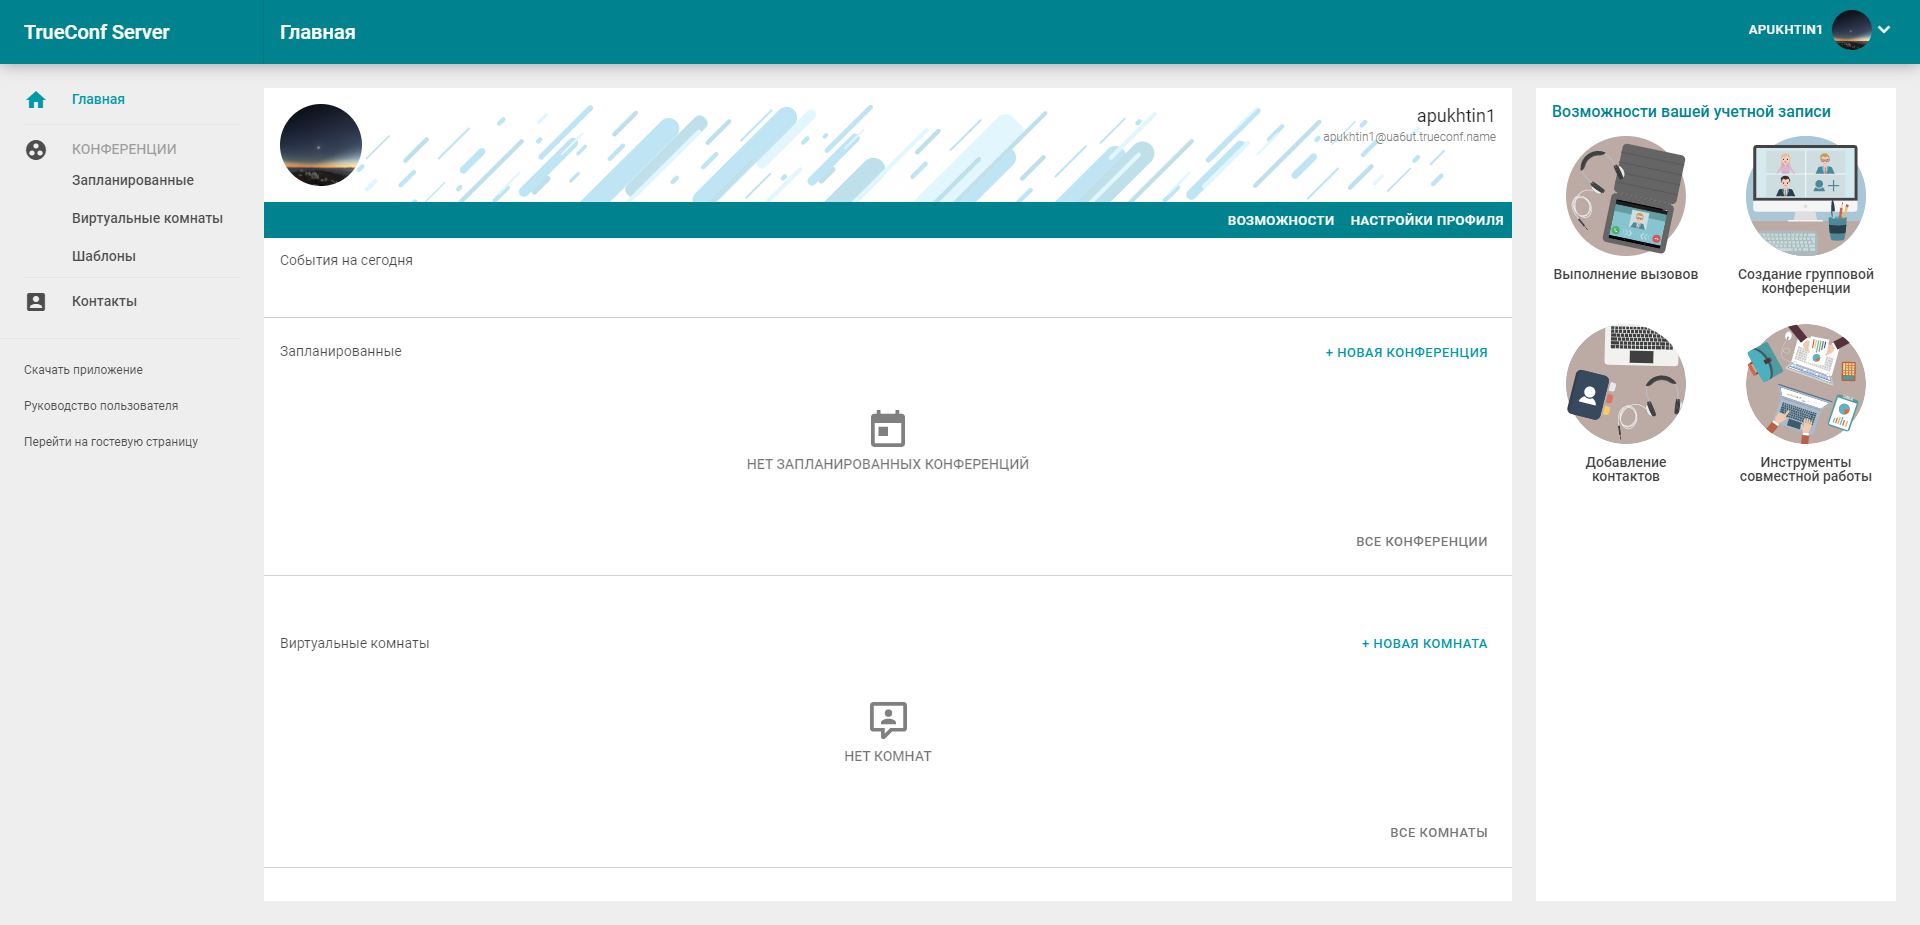 TrueConf Server
Главная
APUKHTIN1
Главная
КОНФЕРЕНЦИИ
Запланированные
Виртуальные комнаты
Шаблоны
Контакты
Скачать приложение
Руководство пользователя
Перейти на гостевую страницу
apukhtin1
apukhtin1@ua6ut.trueconf.name
ВОЗМОЖНОСТИ НАСТРОЙКИ ПРОФИЛЯ
События на сегодня
Запланированные
+ НОВАЯ КОНФЕРЕНЦИЯ
НЕТ ЗАПЛАНИРОВАННЫХ КОНФЕРЕНЦИЙ
ВСЕ КОНФЕРЕНЦИИ
Виртуальные комнаты
+ НОВАЯ КОМНАТА
НЕТ КОМНАТ
ВСЕ КОМНАТЫ
Возможности вашей учетной записи
Выполнение вызовов
Создание групповой
конференции
Добавление
контактов
Инструменты
совместной работы